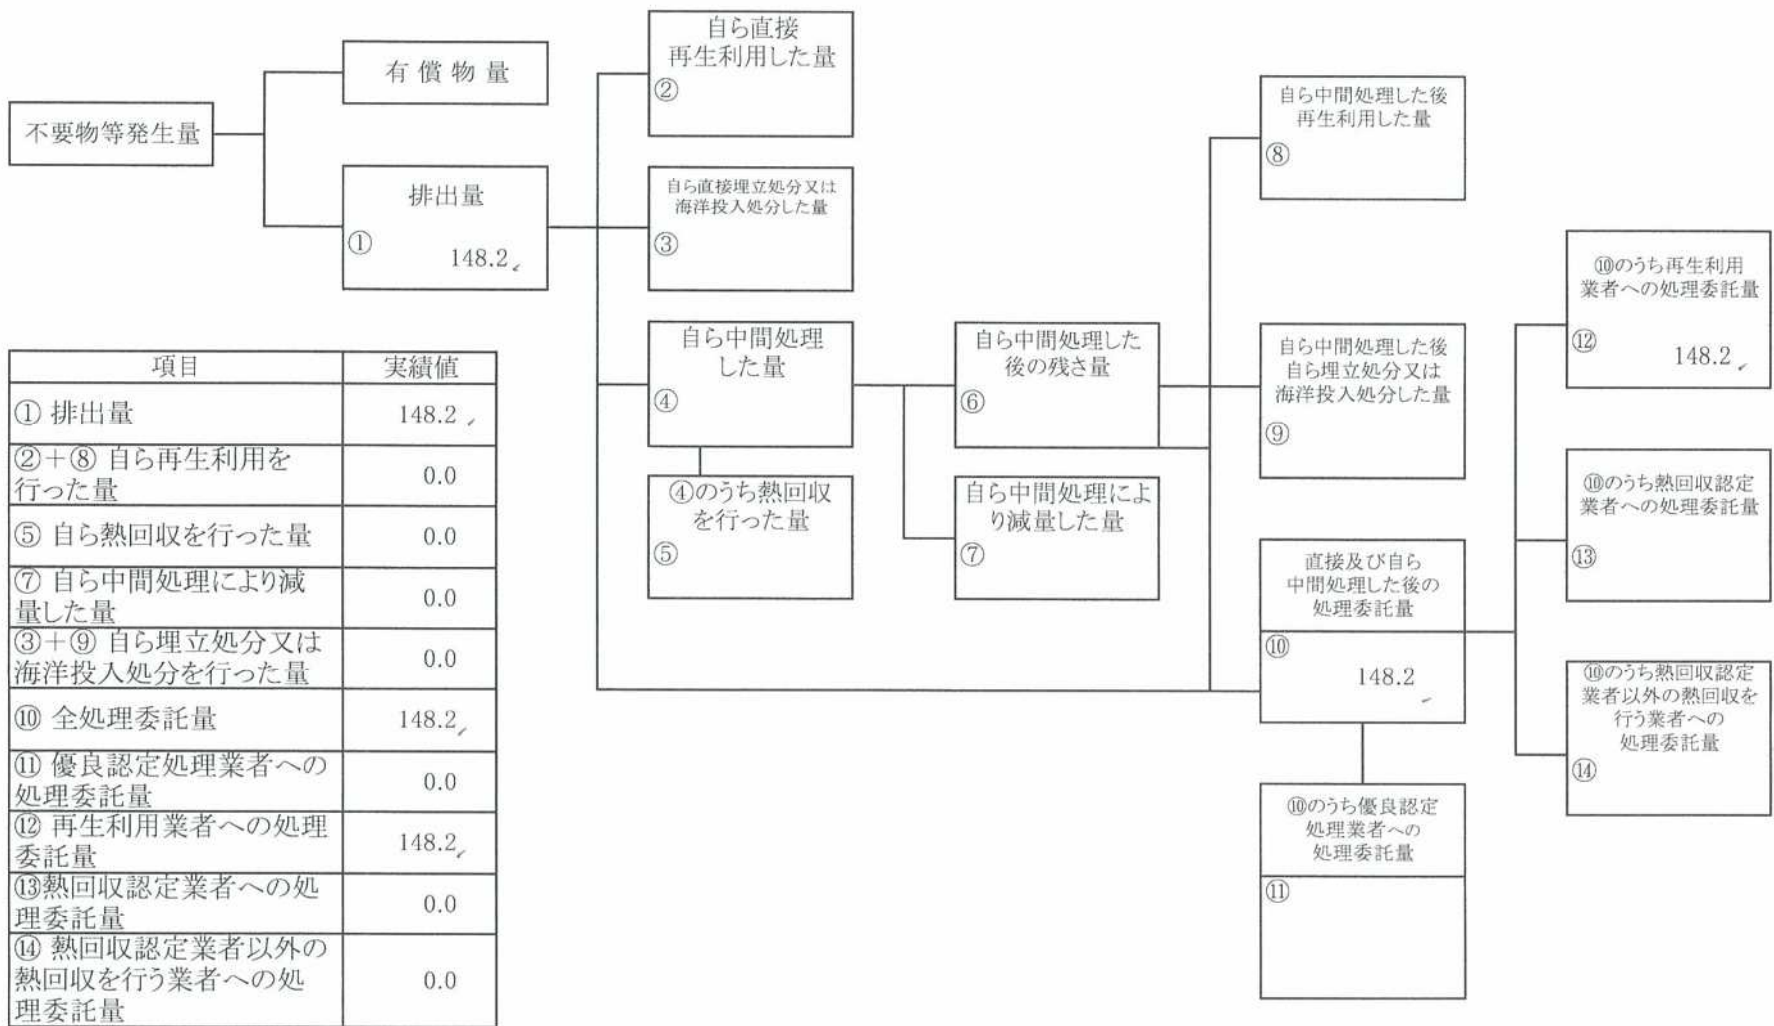 不要物等発生量
有償物量
排出量
①
148.2
自ら直接
再生利用した量
②
自ら直接埋立処分又は
海洋投入処分した量
③
自ら中間処理
した量
④
④のうち熱回収
を行った量
⑤
自ら中間処理した
後の残さ量
⑥
自ら中間処理によ
り減量した量
⑦
自ら中間処理した後
再生利用した量
⑧
自ら中間処理した後
自ら埋立処分又は
海洋投入処分した量
⑨
直接及び自ら
中間処理した後の
処理委託量
⑩
148.2
⑩のうち優良認定
処理業者への
処理委託量
⑪
⑩のうち再生利用
業者への処理委託量
⑫
148.2
⑩のうち熱回収認定
業者への処理委託量
⑬
⑩のうち熱回収認定
業者以外の熱回収を
行う業者への
処理委託量
⑭
項目 実績値
① 排出量 148.2
②+⑧ 自ら再生利用を
行った量 0.0
⑤ 自ら熱回収を行った量 0.0
⑦ 自ら中間処理により減
量した量 0.0
③+⑨ 自ら埋立処分又は
海洋投入処分を行った量 0.0
⑩ 全処理委託量 148.2
⑪ 優良認定処理業者への
処理委託量 0.0
⑫ 再生利用業者への処理
委託量 148.2
⑬熱回収認定業者への処
理委託量 0.0
⑭ 熱回収認定業者以外の
熱回収を行う業者への処
理委託量 0.0